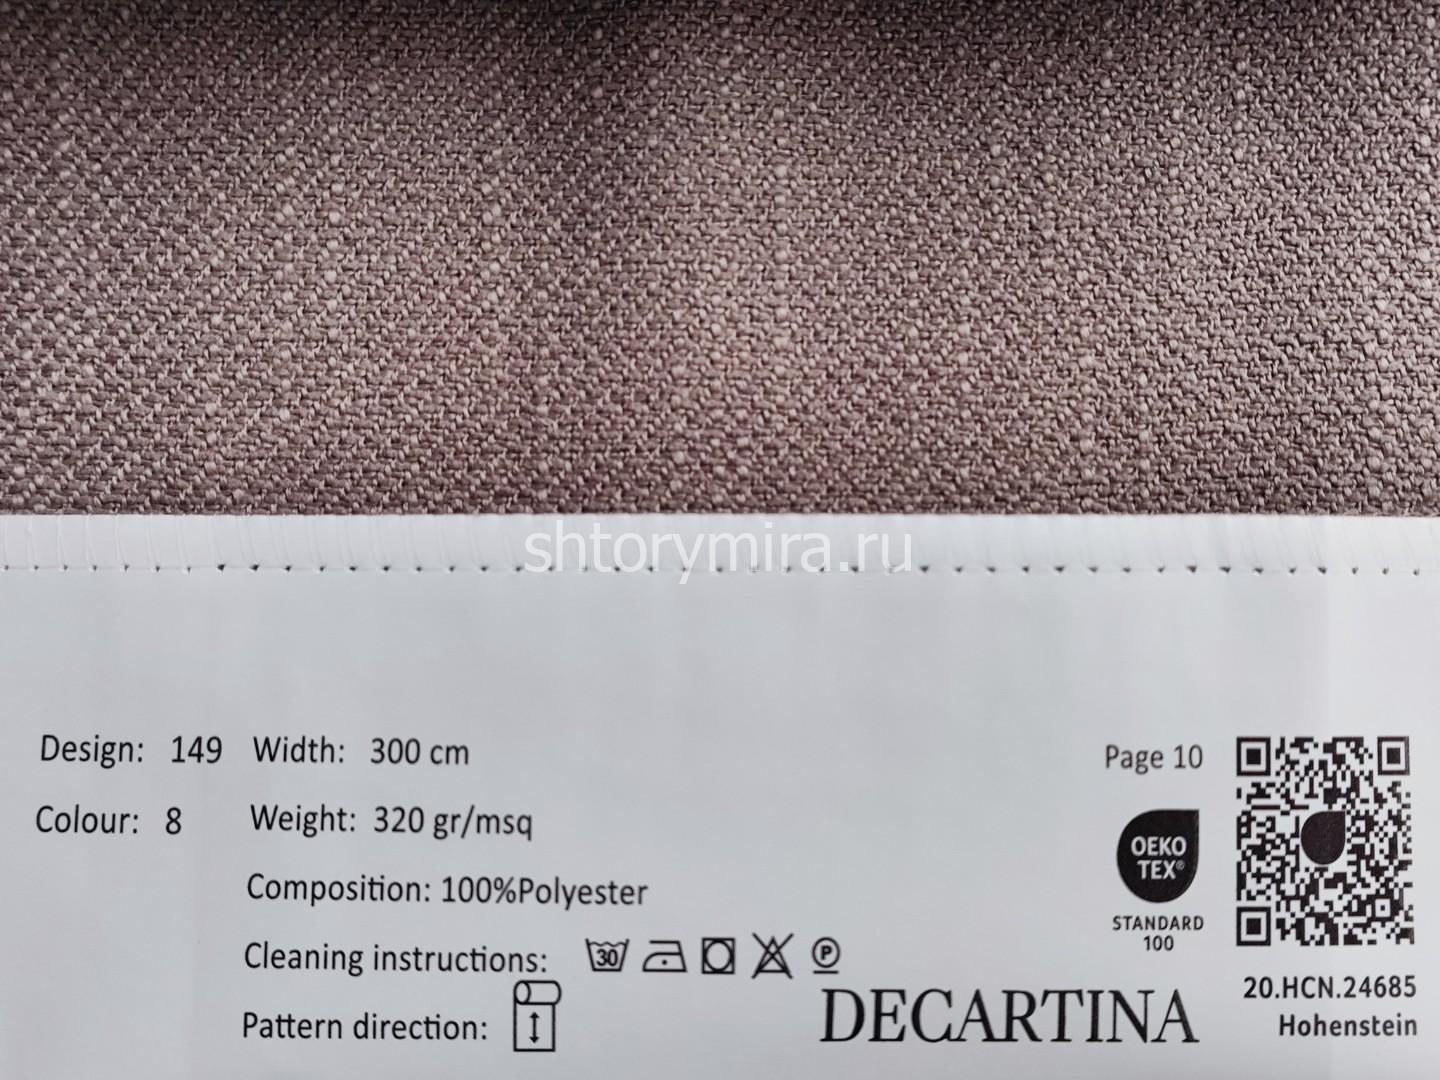 shtorymira.ru
Design: 149 Width: 300 cm
Page 10
Colour: 8 Weight: 320 gr/msq
OEKO
TEX®
STANDARD
100
Composition: 100%Polyester
Cleaning instructions: 30 P
Pattern direction:
DECARTINA
20.HCN.24685
Hohenstein